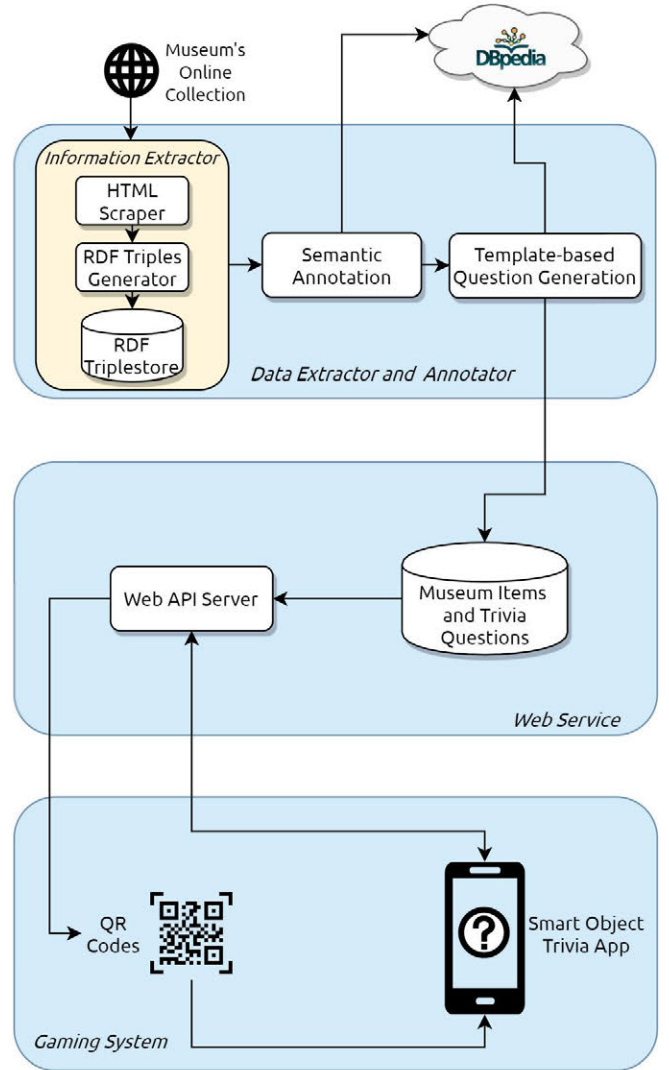 Museum's
Online
Collection
DBpedia
Information Extractor
HTML
Scraper
RDF Triples
Generator
RDF
Triplestore
Semantic
Annotation
Template-based
Question Generation
Data Extractor and Annotator
Web API Server
Museum Items
and Trivia
Questions
Web Service
QR
Codes
?
Smart Object
Trivia App
Gaming System